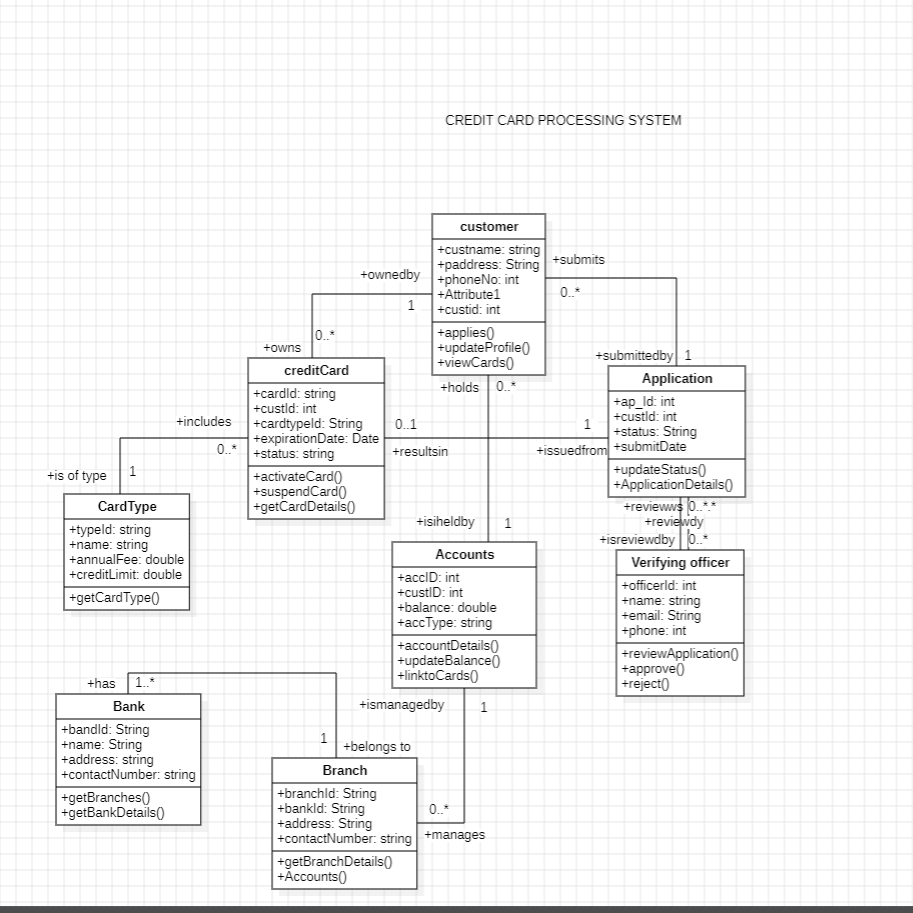 CREDIT CARD PROCESSING SYSTEM
customer
+custname: string
+paddress: String
+phoneNo: int
+Attribute1
+custid: int
+applies()
+updateProfile()
+viewCards()
+submits
0..*
+ownedby
1
0..*
+owns
+submittedby
1
creditCard
+cardId: string
+custId: int
+cardtypeId: String
+expirationDate: Date
+status: string
+activateCard()
+suspendCard()
+getCardDetails()
Application
+ap_Id: int
+custId: int
+status: String
+submitDate
+updateStatus()
+ApplicationDetails()
+holds
0..*
+includes
0..*
0..1
+resultsin
1
+issuedfrom
+is of type
1
CardType
+typeId: string
+name: string
+annualFee: double
+creditLimit: double
+getCardType()
+isiheldby
1
+reviewws
0..*.*
+reviewdy
+isreviewdby
0..*
Accounts
+accID: int
+custID: int
+balance: double
+accType: string
+accountDetails()
+updateBalance()
+linktoCards()
Verifying officer
+officerId: int
+name: string
+email: String
+phone: int
+reviewApplication()
+approve()
+reject()
+has
1..*
Bank
+bandId: String
+name: String
+address: string
+contactNumber: string
+getBranches()
+getBankDetails()
+ismanagedby
1
1
+belongs to
Branch
+branchId: String
+bankId: String
+address: String
+contactNumber: string
+getBranchDetails()
+Accounts()
0..*
+manages